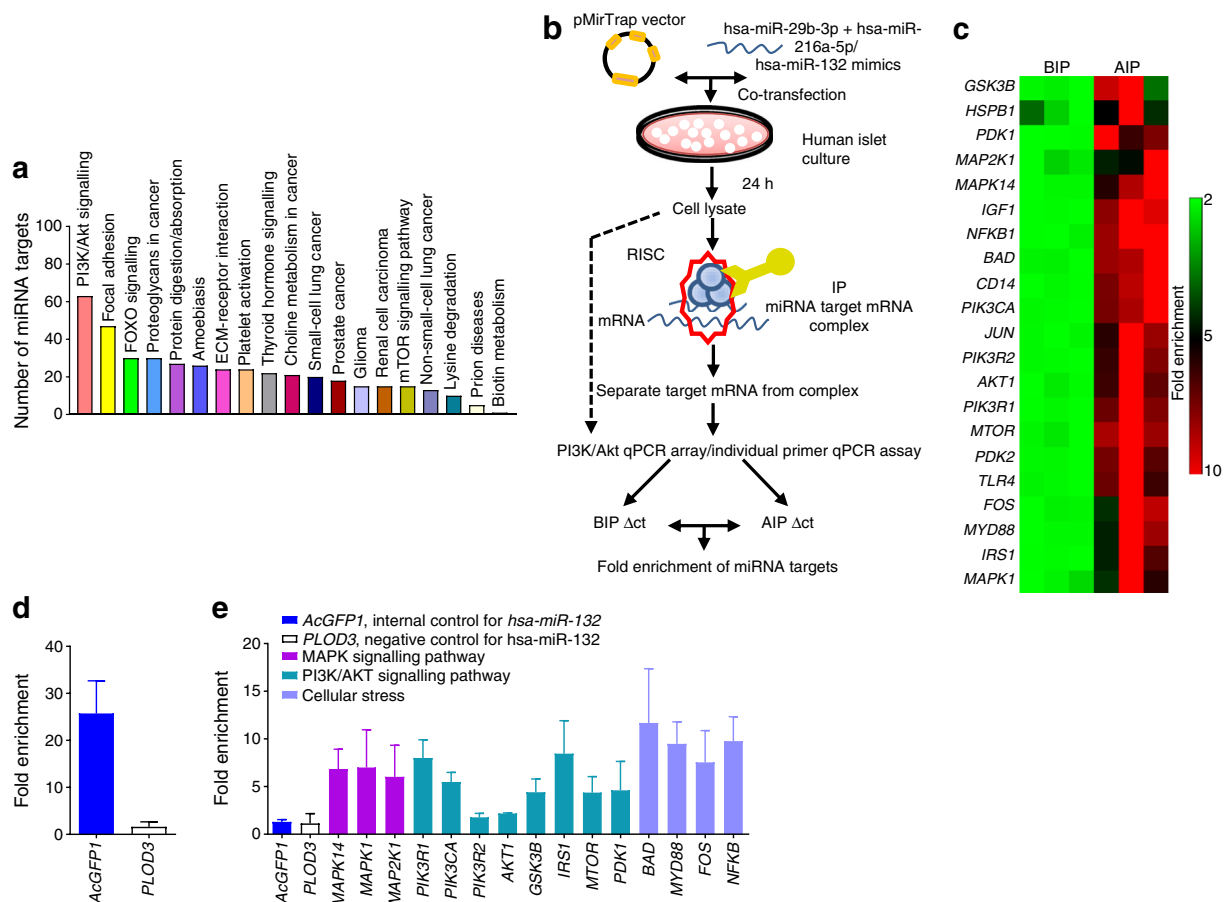 a
Number of miRNA targets
100
80
60
40
20
0
PI3K/Akt signalling
Focal adhesion
FOXO signalling
Proteoglycans in cancer
Protein digestion/absorption
Amoebiasis
ECM-receptor interaction
Platelet activation
Thyroid hormone signalling
Choline metabolism in cancer
Small-cell lung cancer
Prostate cancer
Glioma
Renal cell carcinoma
mTOR signalling pathway
Non-small-cell lung cancer
Lysine degradation
Prion diseases
Biotin metabolism
b
pMirTrap vector
hsa-miR-29b-3p + hsa-miR-
216a-5p/
hsa-miR-132 mimics
Co-transfection
Human islet
culture
24 h
Cell lysate
RISC
IP
miRNA target mRNA
complex
mRNA
Separate target mRNA from complex
PI3K/Akt qPCR array/individual primer qPCR assay
BIP Δct
AIP Δct
Fold enrichment of miRNA targets
c
BIP
AIP
GSK3B
HSPB1
PDK1
MAP2K1
MAPK14
IGF1
NFKB1
BAD
CD14
PIK3CA
JUN
PIK3R2
AKT1
PIK3R1
MTOR
PDK2
TLR4
FOS
MYD88
IRS1
MAPK1
2
5
10
Fold enrichment
d
Fold enrichment
40
30
20
10
0
AcGFP1
PLOD3
e
AcGFP1, internal control for hsa-miR-132
PLOD3, negative control for hsa-miR-132
MAPK signalling pathway
PI3K/AKT signalling pathway
Cellular stress
Fold enrichment
20
15
10
5
0
AcGFP1
PLOD3
MAPK14
MAPK1
MAP2K1
PIK3R1
PIK3CA
PIK3R2
AKT1
GSK3B
IRS1
MTOR
PDK1
BAD
MYD88
FOS
NFKB